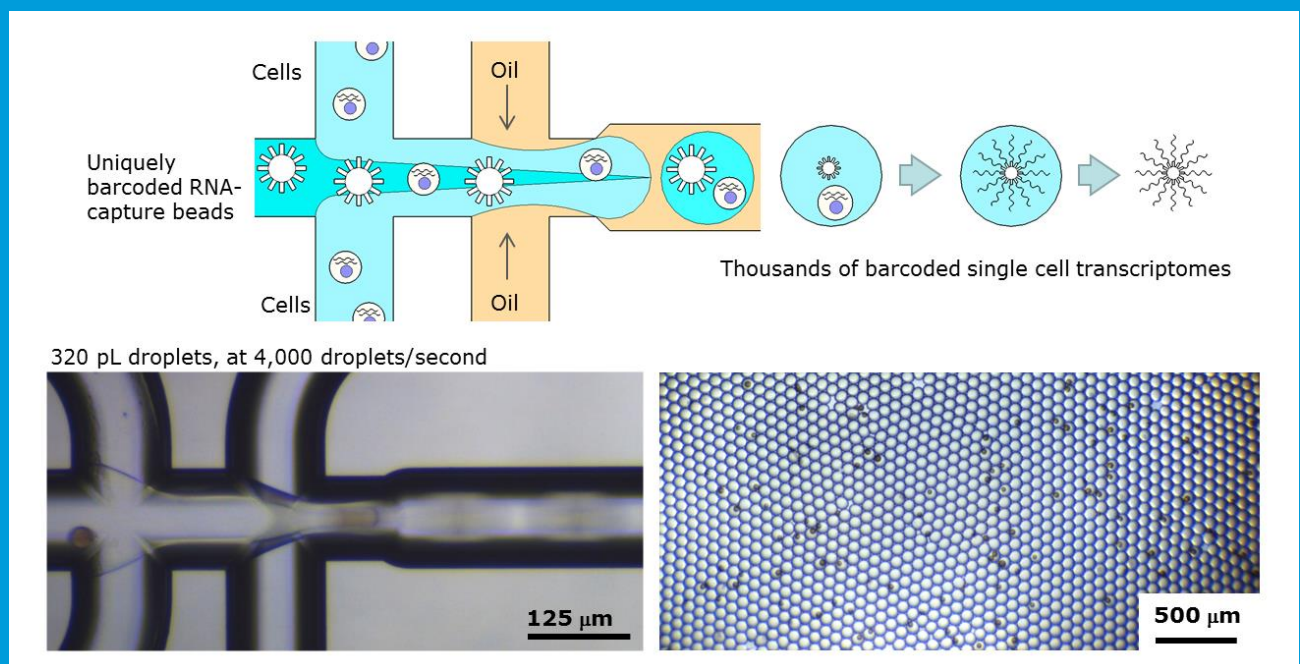 Cells
Oil
Uniquely
barcoded RNA-
capture beads
Thousands of barcoded single cell transcriptomes
Cells
Oil
320 pL droplets, at 4,000 droplets/second
125 μm
500 μm